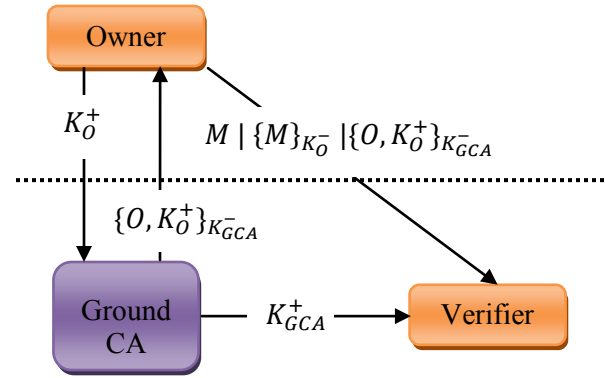 Owner
K_O^+
M | {M}_{K_O^-} |{O, K_O^+}_{K_{GCA}^-}
{O, K_O^+}_{K_{GCA}^-}
Ground
CA
K_{GCA}^+
Verifier